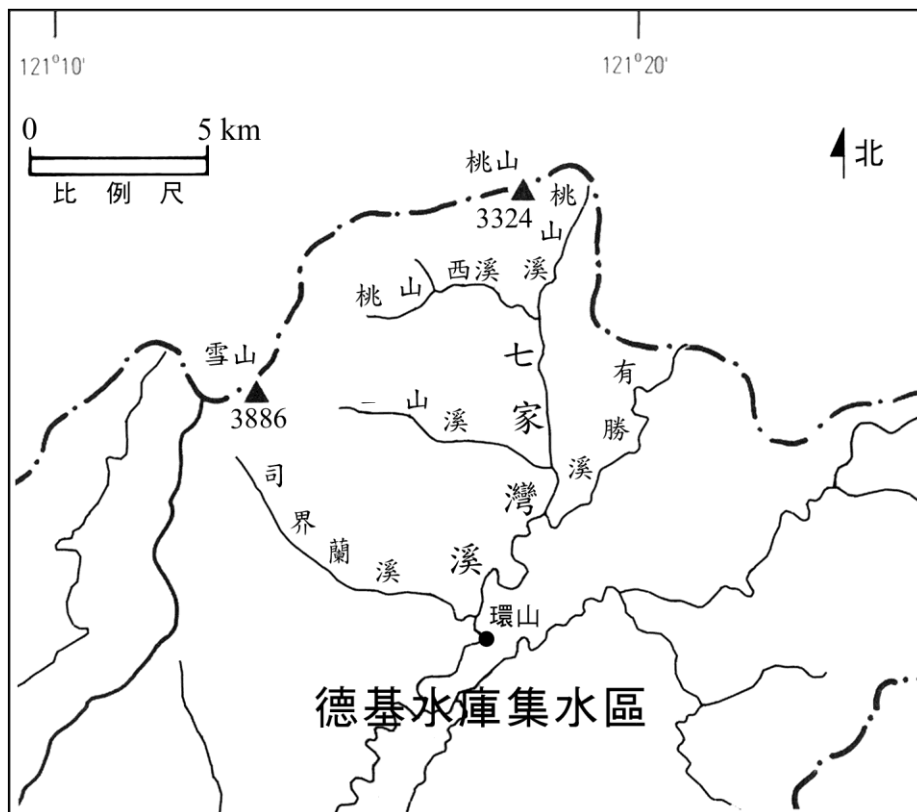 121°10'
121°20'
0 5 km
比例尺
北
桃山
3324
桃山溪
桃山西溪
七家灣溪
雪山
3886
有勝溪
一山溪
司界蘭溪
環山
德基水庫集水區